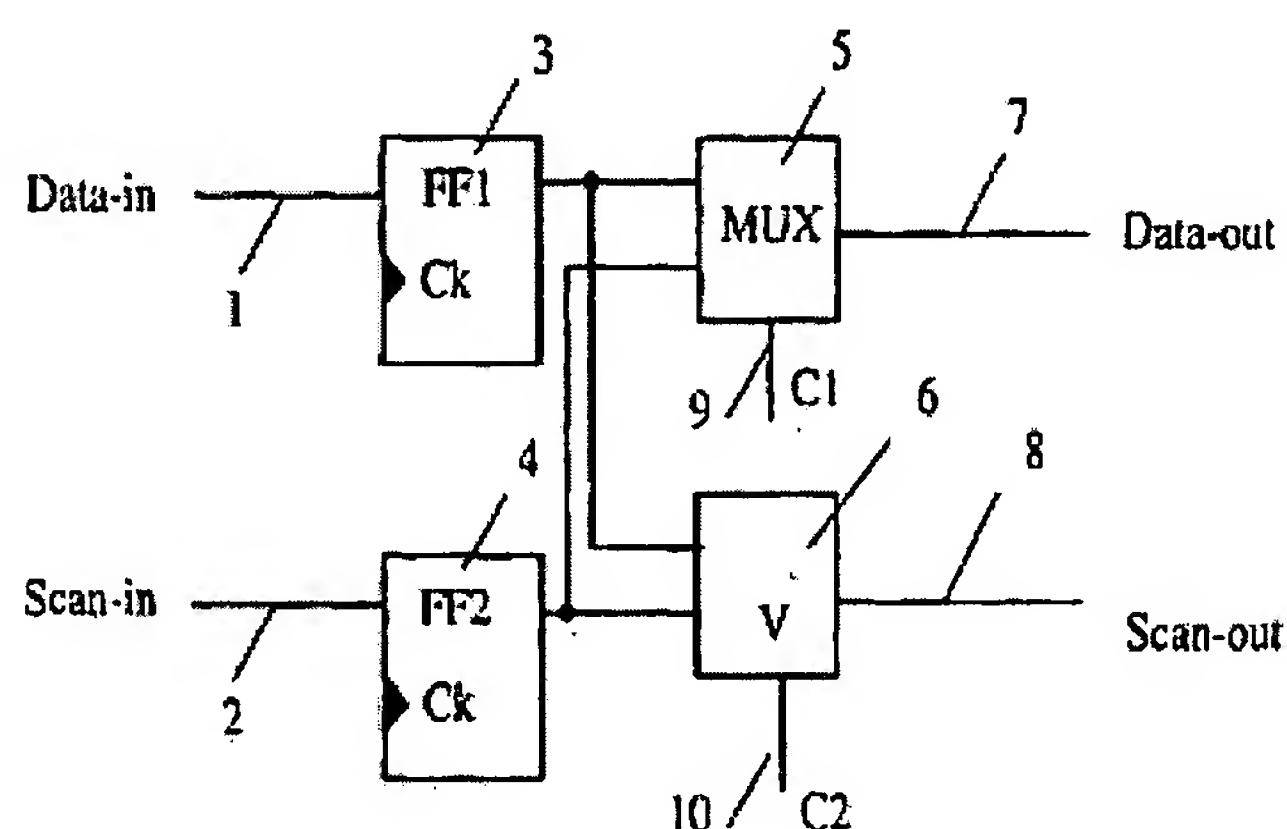 3
5
7
Data-in
FF1
MUX
Data-out
Ck
1
9
C1
6
4
8
Scan-in
FF2
V
Scan-out
2
Ck
10
C2